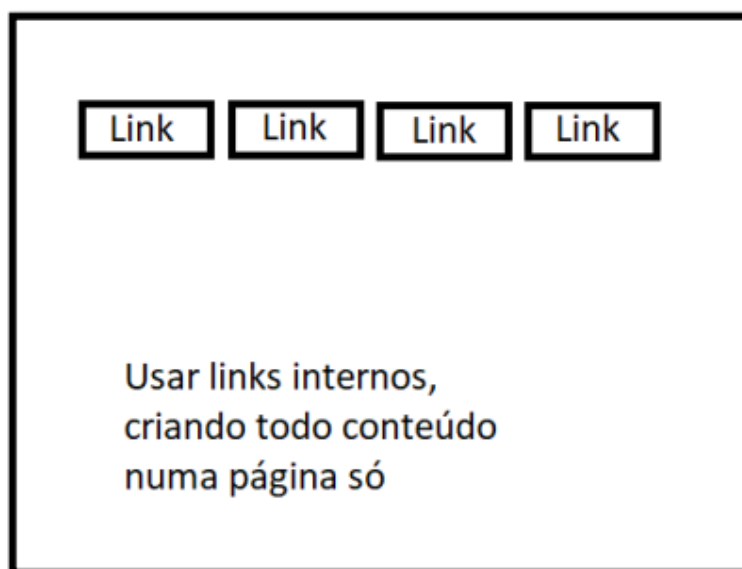 Link Link Link Link
Usar links internos,
criando todo conteúdo
numa página só